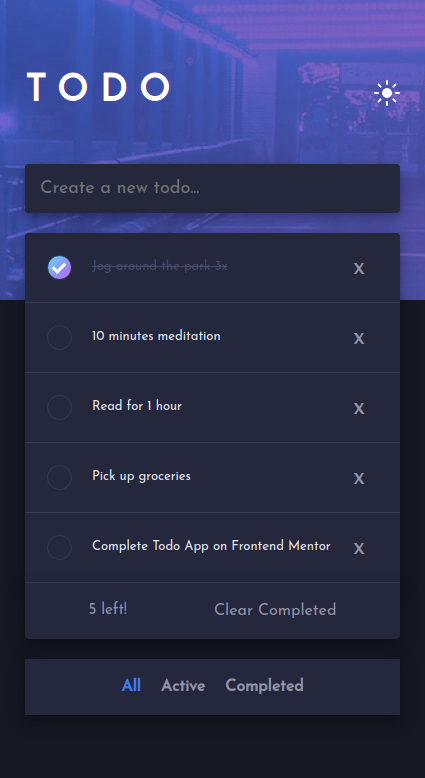 TODO
Create a new todo...
Jog around the park 3x
X
10 minutes meditation
X
Read for 1 hour
X
Pick up groceries
X
Complete Todo App on Frontend Mentor
X
5 left!
Clear Completed
All Active Completed